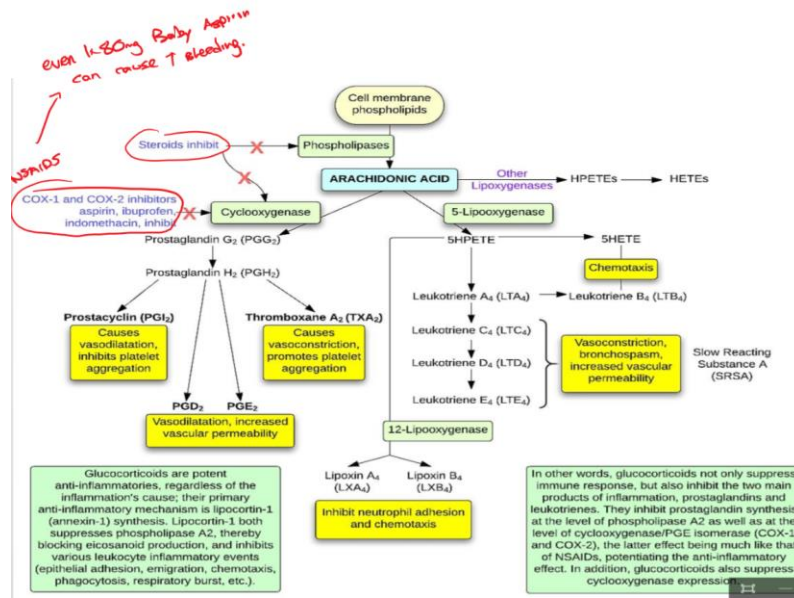 even 1x80mg Baby Aspirin
can cause ↑ Bleeding.
NSAIDS
Cell membrane
phospholipids
Steroids inhibit
Phospholipases
ARACHIDONIC ACID
Other
Lipoxygenases
HPETEs
HETEs
COX-1 and COX-2 inhibitors
aspirin, ibuprofen,
indomethacin, inhibit
Cyclooxygenase
5-Lipooxygenase
Prostaglandin G₂ (PGG₂)
5HPETE
5HETE
Prostaglandin H₂ (PGH₂)
Chemotaxis
Leukotriene A₄ (LTA₄)
Leukotriene B₄ (LTB₄)
Prostacyclin (PGI₂)
Causes
vasodilatation,
inhibits platelet
aggregation
Thromboxane A₂ (TXA₂)
Causes
vasoconstriction,
promotes platelet
aggregation
Leukotriene C₄ (LTC₄)
Leukotriene D₄ (LTD₄)
Leukotriene E₄ (LTE₄)
Vasoconstriction,
bronchospasm,
increased vascular
permeability
Slow Reacting
Substance A
(SRSA)
PGD₂
PGE₂
Vasodilatation, increased
vascular permeability
12-Lipooxygenase
Lipoxin A₄
(LXA₄)
Lipoxin B₄
(LXB₄)
Inhibit neutrophil adhesion
and chemotaxis
Glucocorticoids are potent
anti-inflammatories, regardless of the
inflammation's cause; their primary
anti-inflammatory mechanism is lipocortin-1
(annexin-1) synthesis. Lipocortin-1 both
suppresses phospholipase A2, thereby
blocking eicosanoid production, and inhibits
various leukocyte inflammatory events
(epithelial adhesion, emigration, chemotaxis,
phagocytosis, respiratory burst, etc.).
In other words, glucocorticoids not only suppress
immune response, but also inhibit the two main
products of inflammation, prostaglandins and
leukotrienes. They inhibit prostaglandin synthesis
at the level of phospholipase A2 as well as at the
level of cyclooxygenase/PGE isomerase (COX-1
and COX-2), the latter effect being much like that
of NSAIDs, potentiating the anti-inflammatory
effect. In addition, glucocorticoids also suppress
cyclooxygenase expression.